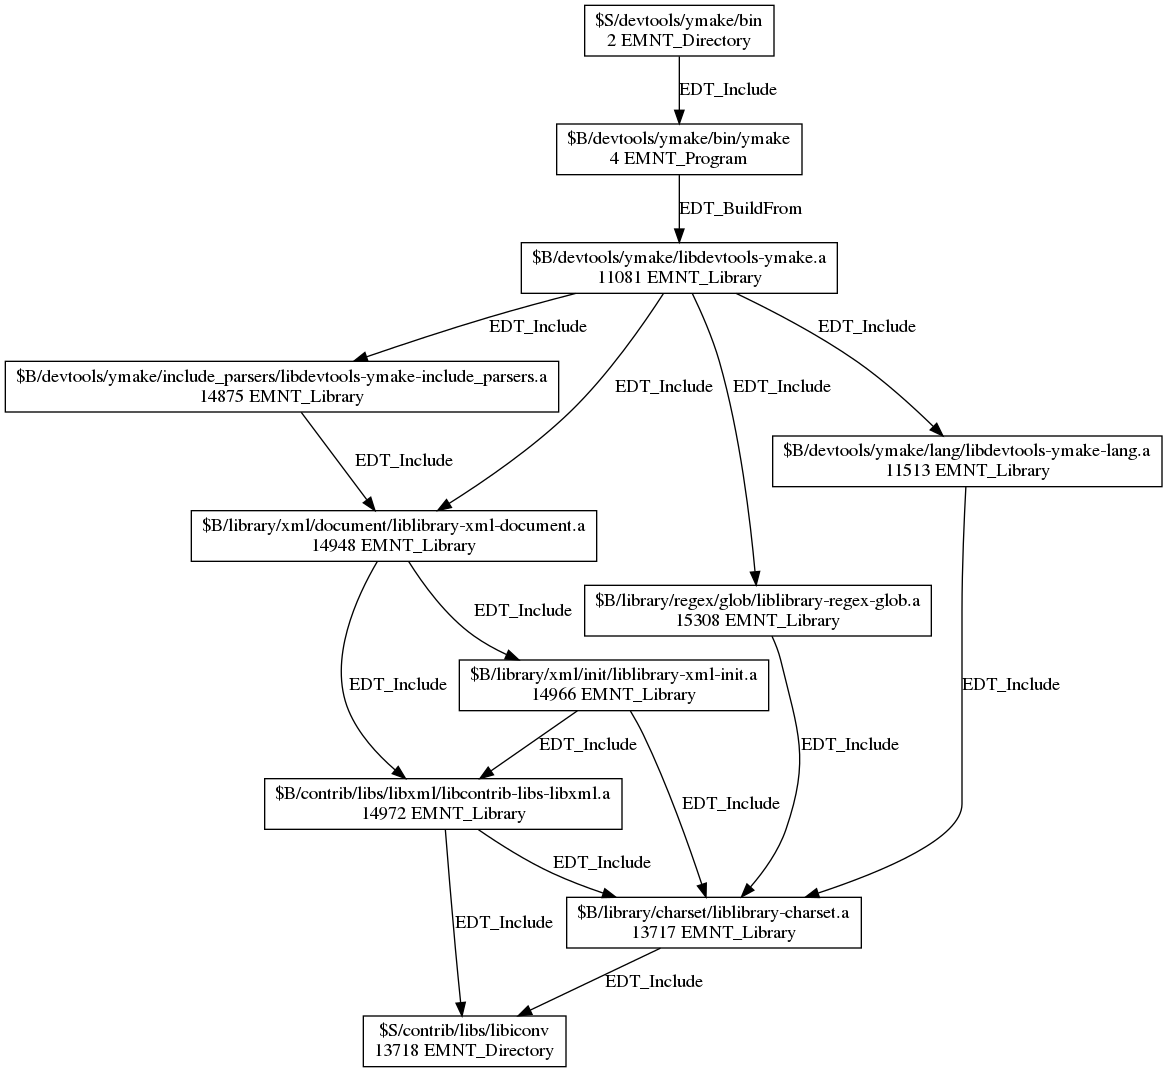 $S/devtools/ymake/bin
2 EMNT_Directory
EDT_Include
$B/devtools/ymake/bin/ymake
4 EMNT_Program
EDT_BuildFrom
$B/devtools/ymake/libdevtools-ymake.a
11081 EMNT_Library
EDT_Include
EDT_Include
$B/devtools/ymake/include_parsers/libdevtools-ymake-include_parsers.a
14875 EMNT_Library
EDT_Include
EDT_Include
EDT_Include
$B/devtools/ymake/lang/libdevtools-ymake-lang.a
11513 EMNT_Library
$B/library/xml/document/liblibrary-xml-document.a
14948 EMNT_Library
EDT_Include
$B/library/regex/glob/liblibrary-regex-glob.a
15308 EMNT_Library
$B/library/xml/init/liblibrary-xml-init.a
14966 EMNT_Library
EDT_Include
EDT_Include
EDT_Include
EDT_Include
$B/contrib/libs/libxml/libcontrib-libs-libxml.a
14972 EMNT_Library
EDT_Include
EDT_Include
$B/library/charset/liblibrary-charset.a
13717 EMNT_Library
EDT_Include
EDT_Include
$S/contrib/libs/libiconv
13718 EMNT_Directory